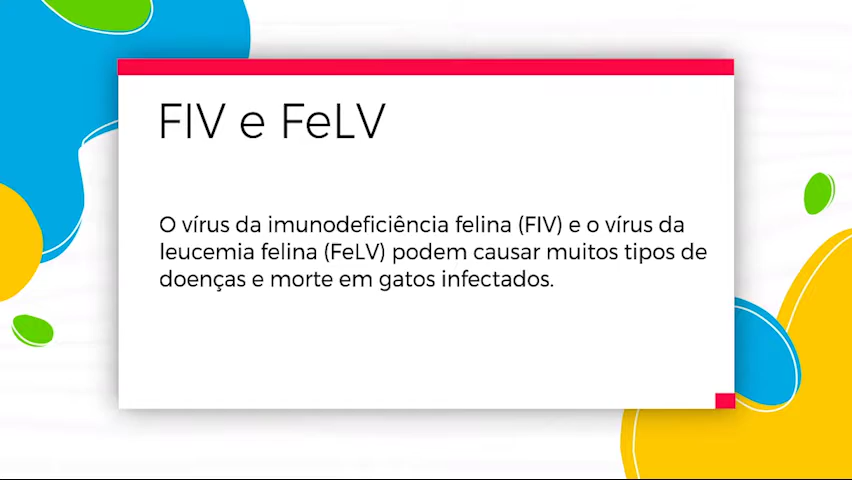 FIV e FeLV
O vírus da imunodeficiência felina (FIV) e o vírus da
leucemia felina (FeLV) podem causar muitos tipos de
doenças e morte em gatos infectados.